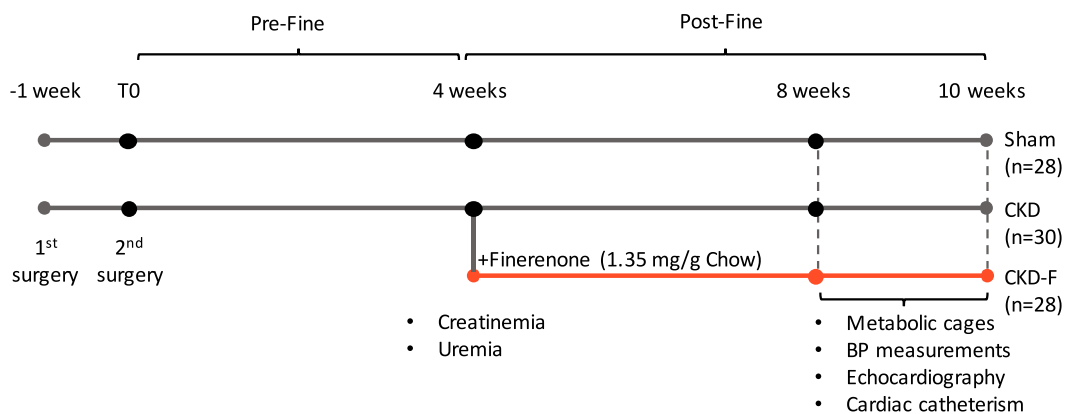 Pre-Fine
Post-Fine
-1 week
T0
4 weeks
8 weeks
10 weeks
Sham
(n=28)
CKD
(n=30)
1st
surgery
2nd
surgery
+Finerenone (1.35 mg/g Chow)
CKD-F
(n=28)
• Creatinemia
• Uremia
• Metabolic cages
• BP measurements
• Echocardiography
• Cardiac catheterism